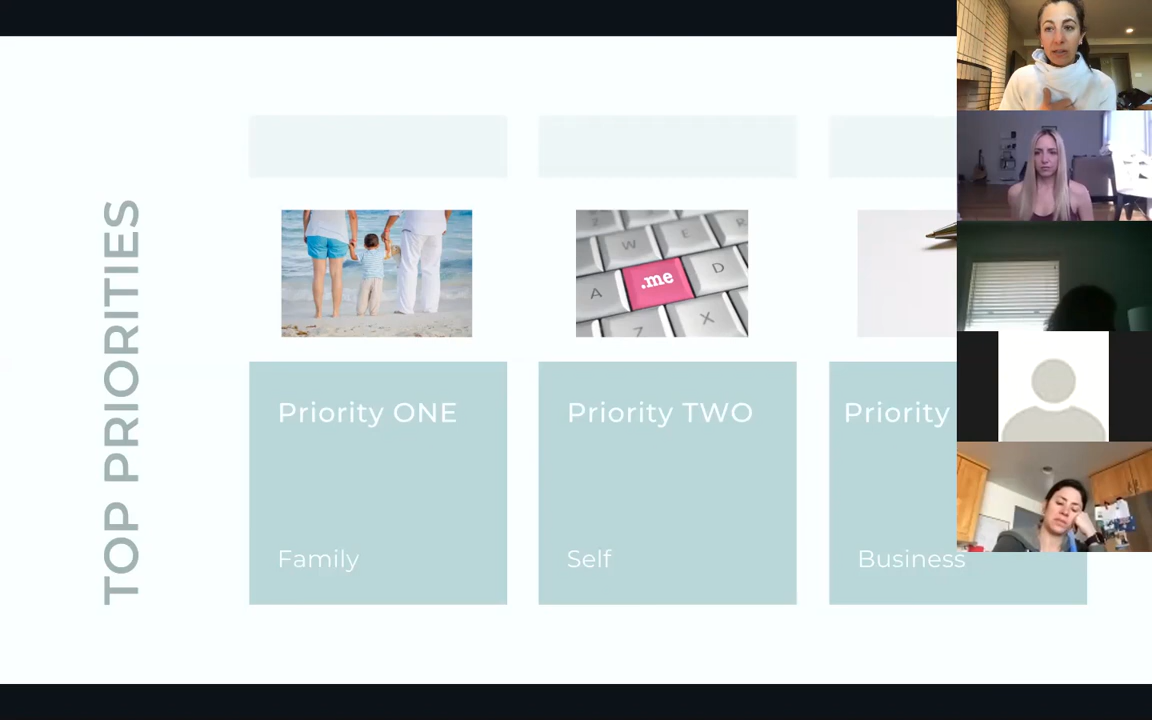 TOP PRIORITIES
Z
W
E
R
A
.me
D
Z
X
Priority ONE
Priority TWO
Priority
Family
Self
Business